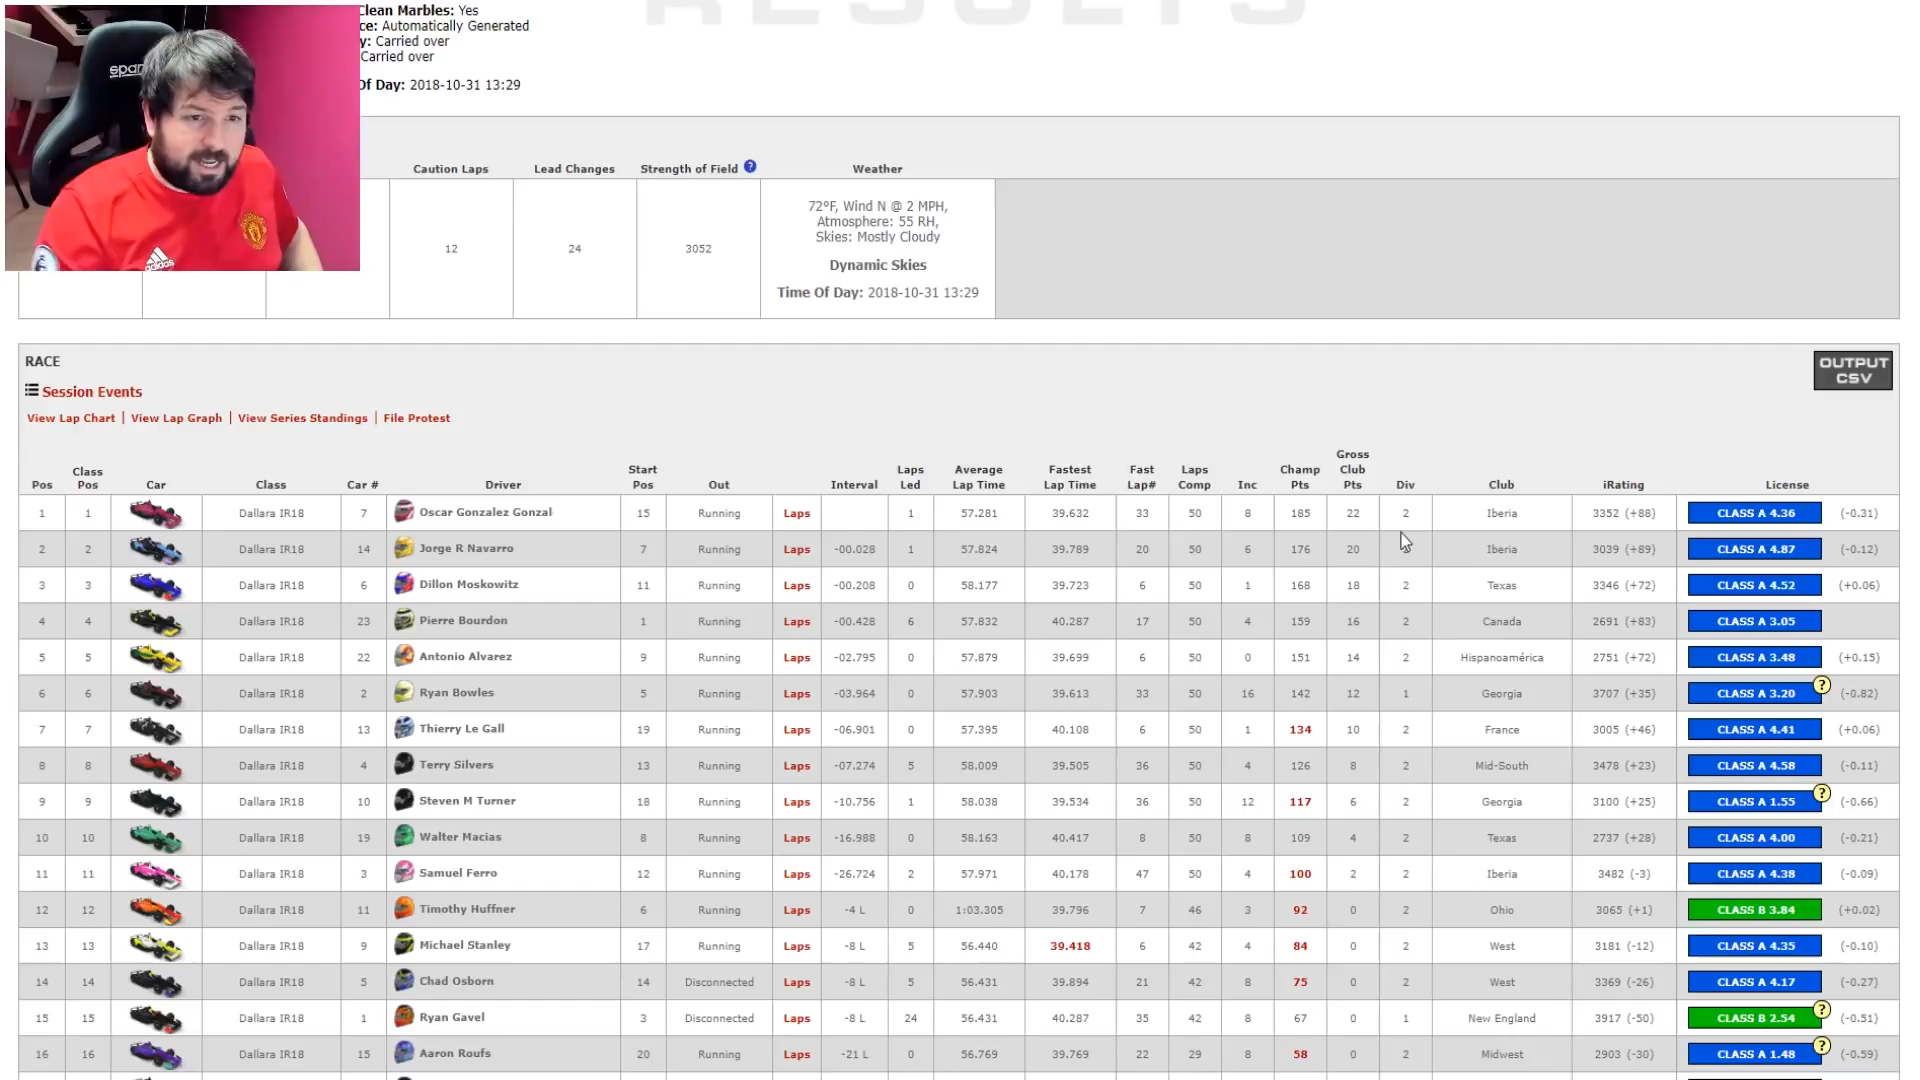 RESULTS
Clean Marbles: Yes
ce: Automatically Generated
y: Carried over
Carried over
Of Day: 2018-10-31 13:29
spar
adidas
Caution Laps Lead Changes Strength of Field ? Weather
12 24 3052 72ºF, Wind N @ 2 MPH,
Atmosphere: 55 RH,
Skies: Mostly Cloudy
Dynamic Skies
Time Of Day: 2018-10-31 13:29
RACE
OUTPUT
CSV
Session Events
View Lap Chart | View Lap Graph | View Series Standings | File Protest
Pos Class Pos Car Class Car # Driver Start Pos Out Interval Laps Led Average Lap Time Fastest Lap Time Fast Lap# Laps Comp Inc Champ Pts Gross Club Pts Div Club iRating License
1 1 Dallara IR18 7 Oscar Gonzalez Gonzal 15 Running Laps 1 57.281 39.632 33 50 8 185 22 2 Iberia 3352 (+88) CLASS A 4.36 (-0.31)
2 2 Dallara IR18 14 Jorge R Navarro 7 Running Laps -00.028 1 57.824 39.789 20 50 6 176 20 2 Iberia 3039 (+89) CLASS A 4.87 (-0.12)
3 3 Dallara IR18 6 Dillon Moskowitz 11 Running Laps -00.208 0 58.177 39.723 6 50 1 168 18 2 Texas 3346 (+72) CLASS A 4.52 (+0.06)
4 4 Dallara IR18 23 Pierre Bourdon 1 Running Laps -00.428 6 57.832 40.287 17 50 4 159 16 2 Canada 2691 (+83) CLASS A 3.05
5 5 Dallara IR18 22 Antonio Alvarez 9 Running Laps -02.795 0 57.879 39.699 6 50 0 151 14 2 Hispanoamérica 2751 (+72) CLASS A 3.48 (+0.15)
6 6 Dallara IR18 2 Ryan Bowles 5 Running Laps -03.964 0 57.903 39.613 33 50 16 142 12 1 Georgia 3707 (+35) CLASS A 3.20 ? (-0.82)
7 7 Dallara IR18 13 Thierry Le Gall 19 Running Laps -06.901 0 57.395 40.108 6 50 1 134 10 2 France 3005 (+46) CLASS A 4.41 (+0.06)
8 8 Dallara IR18 4 Terry Silvers 13 Running Laps -07.274 5 58.009 39.505 36 50 4 126 8 2 Mid-South 3478 (+23) CLASS A 4.58 (-0.11)
9 9 Dallara IR18 10 Steven M Turner 18 Running Laps -10.756 1 58.038 39.534 36 50 12 117 6 2 Georgia 3100 (+25) CLASS A 1.55 ? (-0.66)
10 10 Dallara IR18 19 Walter Macias 8 Running Laps -16.988 0 58.163 40.417 8 50 8 109 4 2 Texas 2737 (+28) CLASS A 4.00 (-0.21)
11 11 Dallara IR18 3 Samuel Ferro 12 Running Laps -26.724 2 57.971 40.178 47 50 4 100 2 2 Iberia 3482 (-3) CLASS A 4.38 (-0.09)
12 12 Dallara IR18 11 Timothy Huffner 6 Running Laps -4 L 0 1:03.305 39.796 7 46 3 92 0 2 Ohio 3065 (+1) CLASS B 3.84 (+0.02)
13 13 Dallara IR18 9 Michael Stanley 17 Running Laps -8 L 5 56.440 39.418 6 42 4 84 0 2 West 3181 (-12) CLASS A 4.35 (-0.10)
14 14 Dallara IR18 5 Chad Osborn 14 Disconnected Laps -8 L 5 56.431 39.894 21 42 8 75 0 2 West 3369 (-26) CLASS A 4.17 (-0.27)
15 15 Dallara IR18 1 Ryan Gavel 3 Disconnected Laps -8 L 24 56.431 40.287 35 42 8 67 0 1 New England 3917 (-50) CLASS B 2.54 ? (-0.51)
16 16 Dallara IR18 15 Aaron Roufs 20 Running Laps -21 L 0 56.769 39.769 22 29 8 58 0 2 Midwest 2903 (-30) CLASS A 1.48 ? (-0.59)